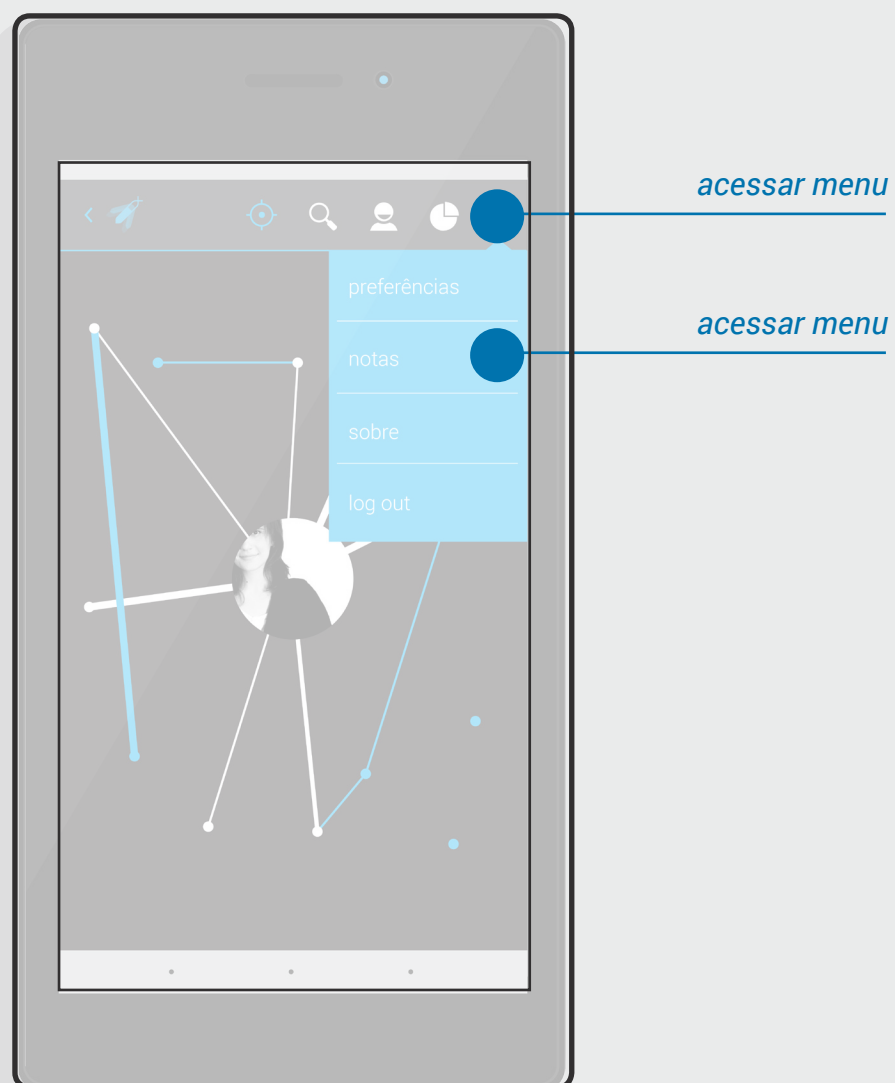 acessar menu
acessar menu
preferências
notas
sobre
log out